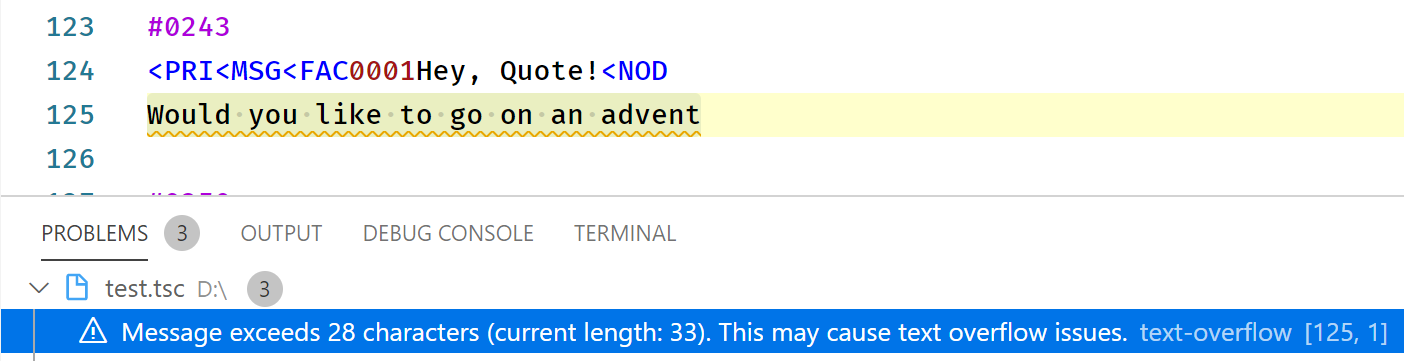 123 #0243
124 <PRI<MSG<FAC0001Hey, Quote!<NOD
125 Would·you·like·to·go·on·an·advent
126
PROBLEMS 3 OUTPUT DEBUG CONSOLE TERMINAL
test.tsc D:\ 3
Message exceeds 28 characters (current length: 33). This may cause text overflow issues. text-overflow [125, 1]